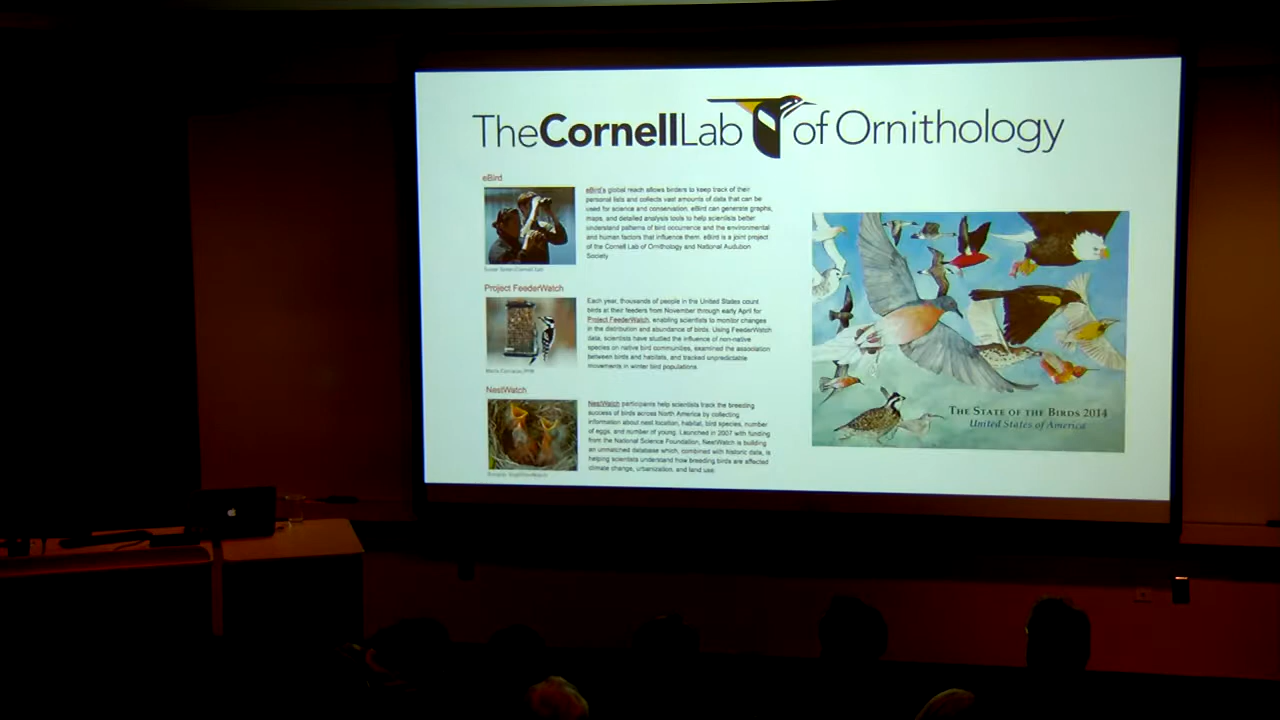 TheCornellLab of Ornithology
eBird
eBird's global reach allows birders to keep track of their
personal lists and collects vast amounts of data that can be
used for science and conservation. eBird can generate graphs,
maps, and detailed analysis tools to help scientists better
understand patterns of bird occurrence and the environmental
and human factors that influence them. eBird is a joint project
of the Cornell Lab of Ornithology and National Audubon
Society.
Project FeederWatch
Each year, thousands of people in the United States count
birds at their feeders from November through early April for
Project FeederWatch, enabling scientists to monitor changes
in the distribution and abundance of birds. Using FeederWatch
data, scientists have studied the influence of non-native
species on native bird communities, examined the association
between birds and habitats, and tracked unpredictable
movements in winter bird populations.
NestWatch
NestWatch participants help scientists track the breeding
success of birds across North America by collecting
information about nest location, habitat, bird species, number
of eggs, and number of young. Launched in 2007 with funding
from the National Science Foundation, NestWatch is building
an unmatched database which, combined with historic data, is
helping scientists understand how breeding birds are affected
climate change, urbanization, and land use.
THE STATE OF THE BIRDS 2014
United States of America